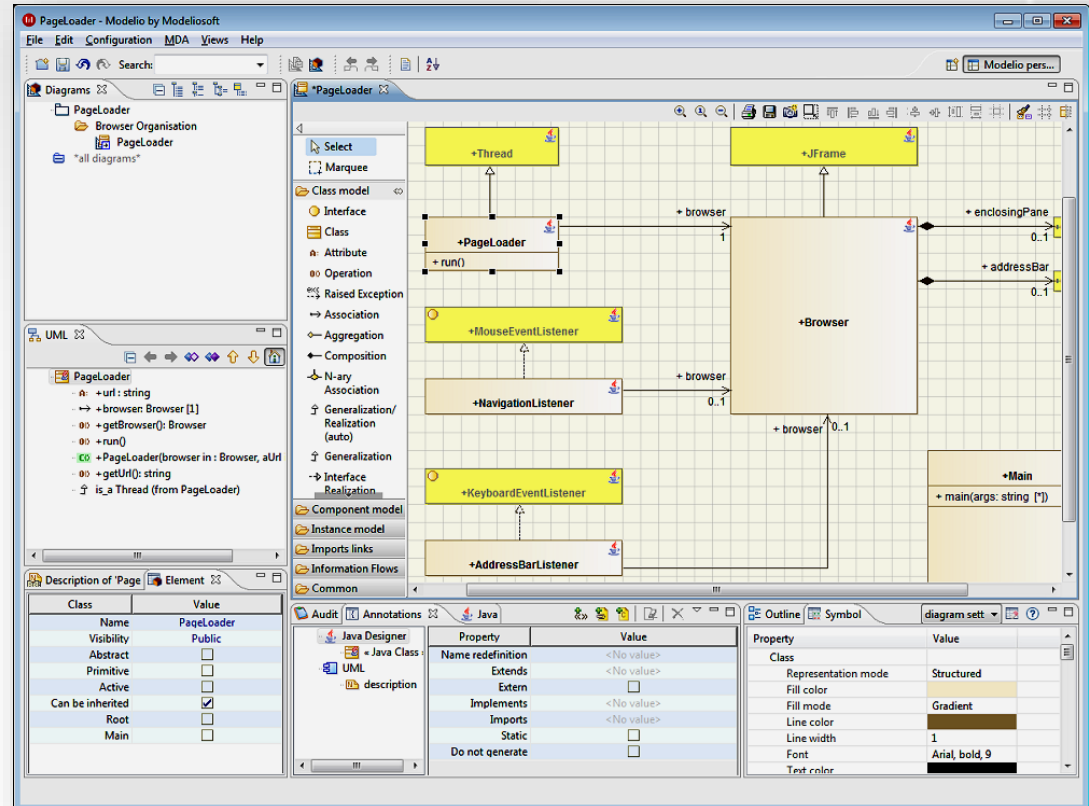 PageLoader - Modelio by Modeliosoft
File Edit Configuration MDA Views Help
Search:
Modelio pers...
Diagrams
PageLoader
Browser Organisation
PageLoader
*all diagrams*
UML
PageLoader
+url : string
+browser: Browser [1]
+getBrowser(): Browser
+run()
+PageLoader(browser in : Browser, aUrl
+getUrl(): string
is_a Thread (from PageLoader)
Description of 'Page Element
Class Value
Name PageLoader
Visibility Public
Abstract
Primitive
Active
Can be inherited
Root
Main
*PageLoader
Select
Marquee
Class model
Interface
Class
Attribute
Operation
Raised Exception
Association
Aggregation
Composition
N-ary
Association
Generalization/
Realization
(auto)
Generalization
Interface
Realization
Component model
Instance model
Imports links
Information Flows
Common
+Thread
+JFrame
+PageLoader
+ run()
+ browser
1
+Browser
+ enclosingPane
0..1
+ addressBar
0..1
+MouseEventListener
+NavigationListener
+ browser
0..1
+ browser 0..1
+KeyboardEventListener
+AddressBarListener
+Main
+ main(args: string [*])
Audit Annotations Java
Java Designer
« Java Class
UML
description
Property Value
Name redefinition <No value>
Extends <No value>
Extern
Implements <No value>
Imports <No value>
Static
Do not generate
Outline Symbol diagram sett
Property Value
Class
Representation mode Structured
Fill color
Fill mode Gradient
Line color
Line width 1
Font Arial, bold, 9
Text color